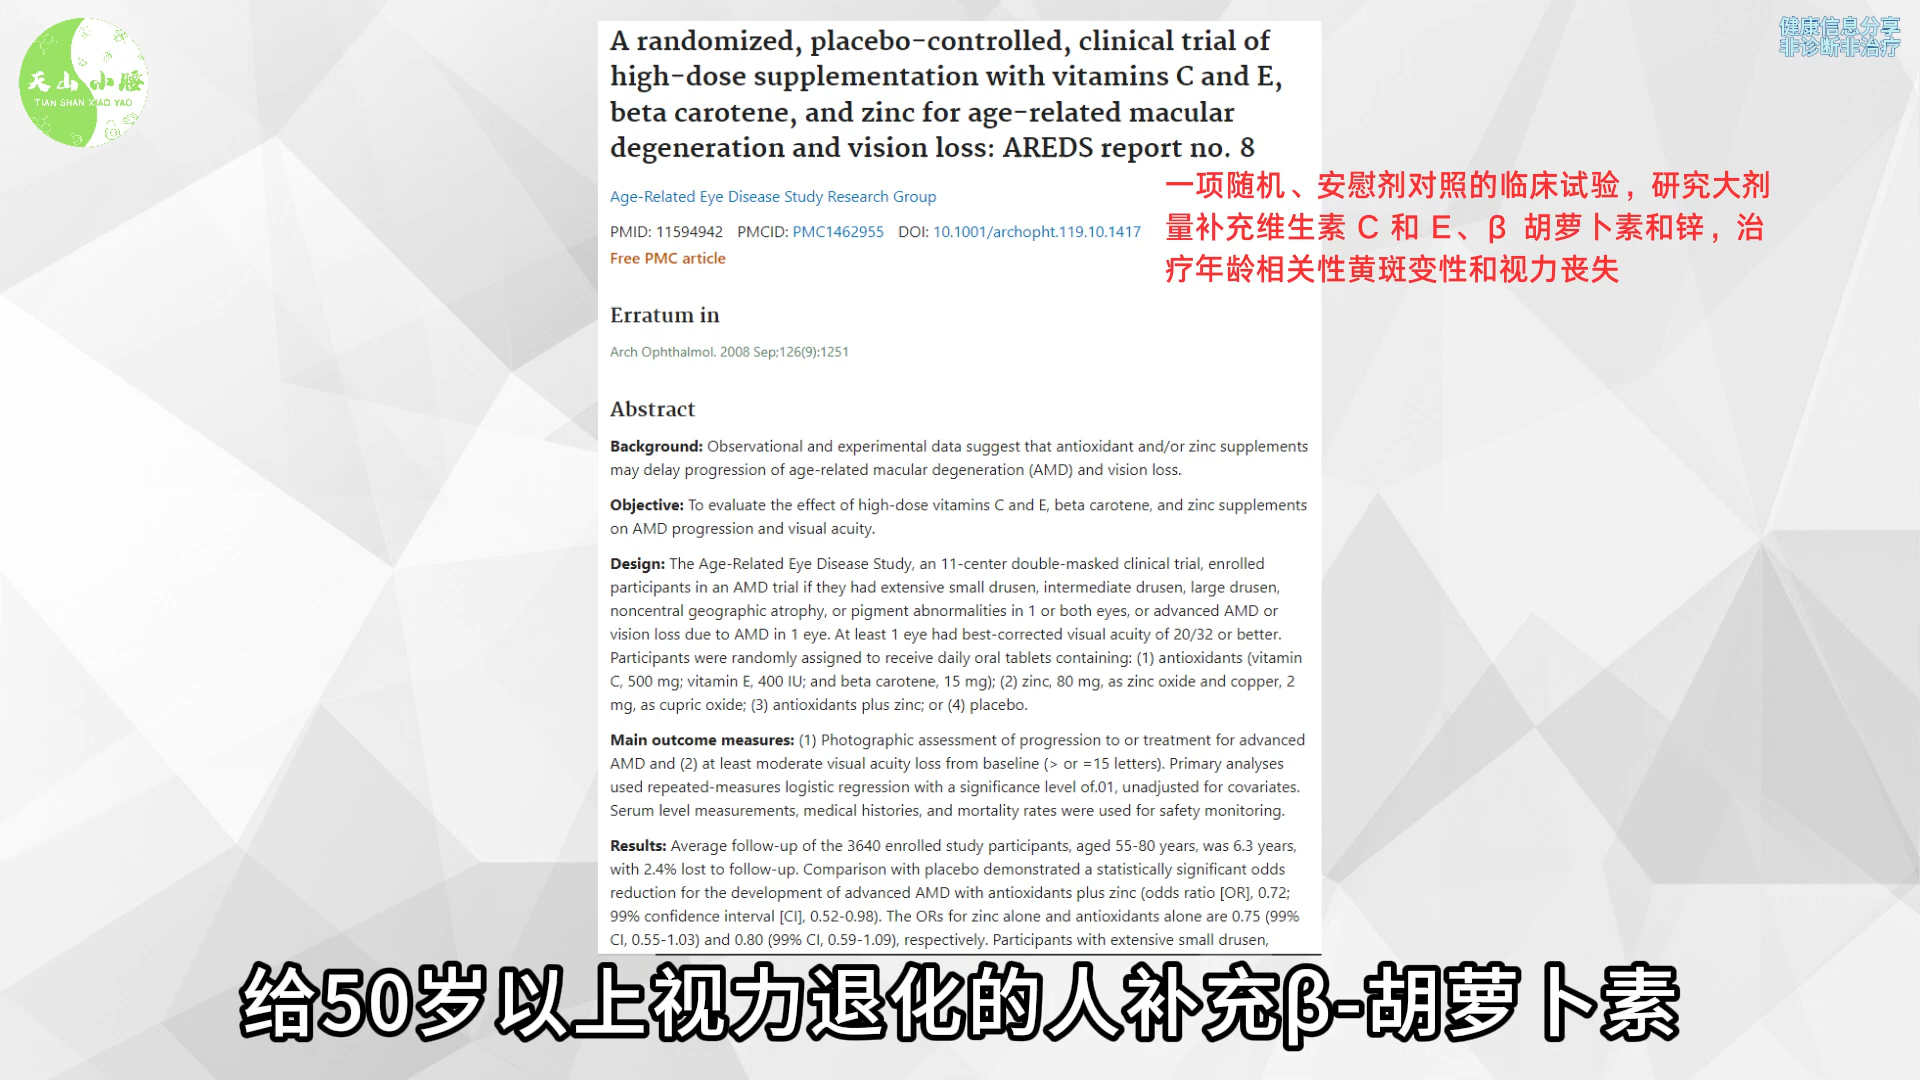 天山小腰
TIAN SHAN XIAO YAO
健康信息分享
非诊断非治疗
A randomized, placebo-controlled, clinical trial of
high-dose supplementation with vitamins C and E,
beta carotene, and zinc for age-related macular
degeneration and vision loss: AREDS report no. 8
Age-Related Eye Disease Study Research Group
PMID: 11594942 PMCID: PMC1462955 DOI: 10.1001/archopht.119.10.1417
Free PMC article
一项随机、安慰剂对照的临床试验，研究大剂
量补充维生素 C 和 E、β 胡萝卜素和锌，治
疗年龄相关性黄斑变性和视力丧失
Erratum in
Arch Ophthalmol. 2008 Sep;126(9):1251
Abstract
Background: Observational and experimental data suggest that antioxidant and/or zinc supplements
may delay progression of age-related macular degeneration (AMD) and vision loss.
Objective: To evaluate the effect of high-dose vitamins C and E, beta carotene, and zinc supplements
on AMD progression and visual acuity.
Design: The Age-Related Eye Disease Study, an 11-center double-masked clinical trial, enrolled
participants in an AMD trial if they had extensive small drusen, intermediate drusen, large drusen,
noncentral geographic atrophy, or pigment abnormalities in 1 or both eyes, or advanced AMD or
vision loss due to AMD in 1 eye. At least 1 eye had best-corrected visual acuity of 20/32 or better.
Participants were randomly assigned to receive daily oral tablets containing: (1) antioxidants (vitamin
C, 500 mg; vitamin E, 400 IU; and beta carotene, 15 mg); (2) zinc, 80 mg, as zinc oxide and copper, 2
mg, as cupric oxide; (3) antioxidants plus zinc; or (4) placebo.
Main outcome measures: (1) Photographic assessment of progression to or treatment for advanced
AMD and (2) at least moderate visual acuity loss from baseline (> or =15 letters). Primary analyses
used repeated-measures logistic regression with a significance level of.01, unadjusted for covariates.
Serum level measurements, medical histories, and mortality rates were used for safety monitoring.
Results: Average follow-up of the 3640 enrolled study participants, aged 55-80 years, was 6.3 years,
with 2.4% lost to follow-up. Comparison with placebo demonstrated a statistically significant odds
reduction for the development of advanced AMD with antioxidants plus zinc (odds ratio [OR], 0.72;
99% confidence interval [CI], 0.52-0.98). The ORs for zinc alone and antioxidants alone are 0.75 (99%
CI, 0.55-1.03) and 0.80 (99% CI, 0.59-1.09), respectively. Participants with extensive small drusen,
给50岁以上视力退化的人补充β-胡萝卜素